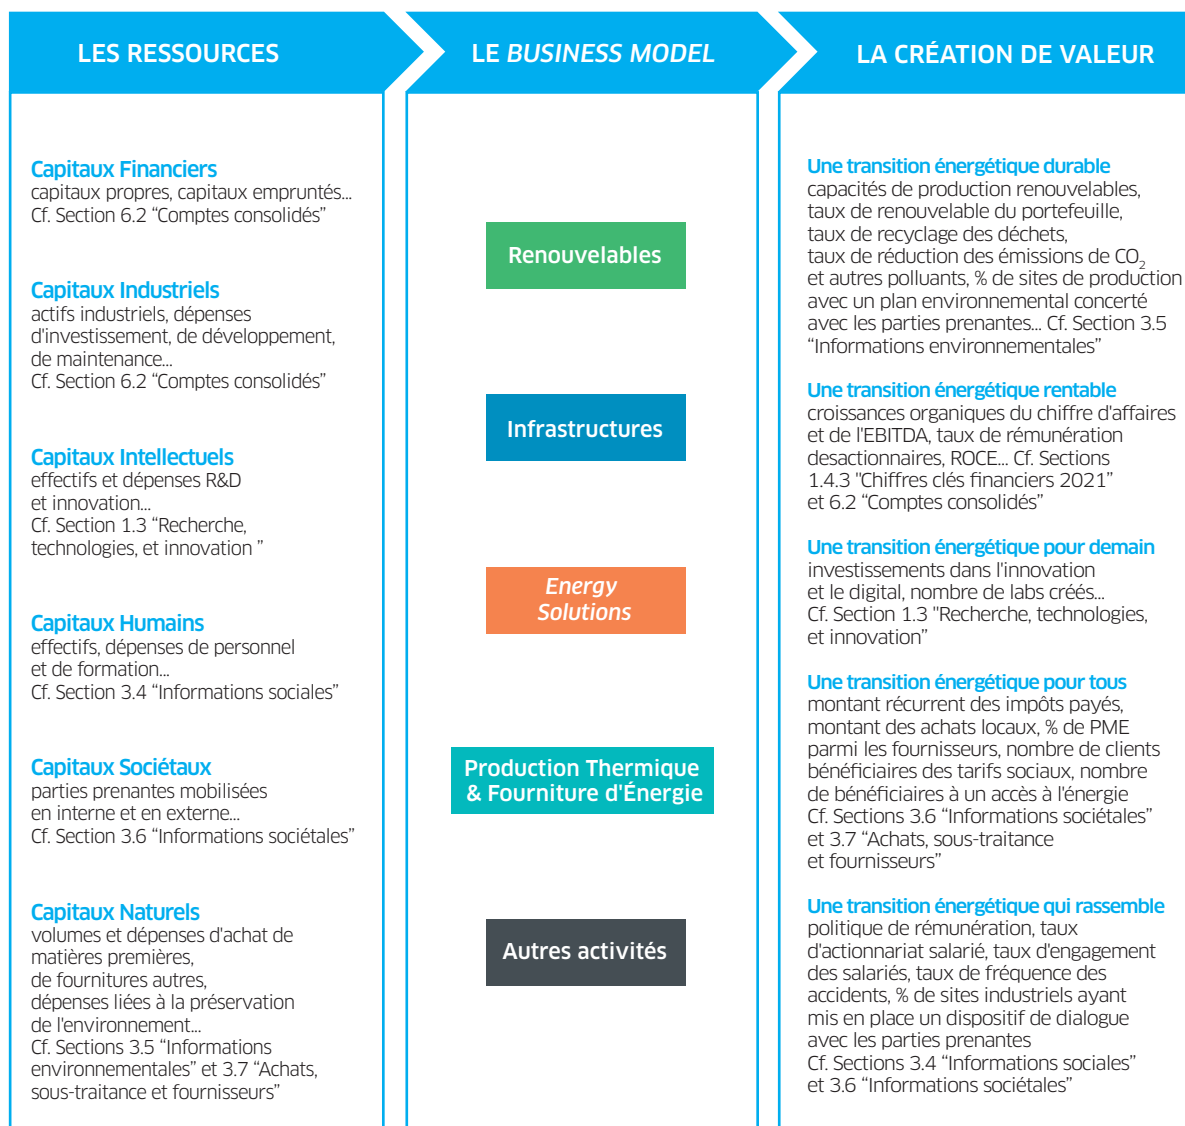 LES RESSOURCES
Capitaux Financiers
capitaux propres, capitaux empruntés...
Cf. Section 6.2 “Comptes consolidés”
Capitaux Industriels
actifs industriels, dépenses
d'investissement, de développement,
de maintenance...
Cf. Section 6.2 “Comptes consolidés”
Capitaux Intellectuels
effectifs et dépenses R&D
et innovation...
Cf. Section 1.3 “Recherche,
technologies, et innovation ”
Capitaux Humains
effectifs, dépenses de personnel
et de formation...
Cf. Section 3.4 “Informations sociales”
Capitaux Sociétaux
parties prenantes mobilisées
en interne et en externe...
Cf. Section 3.6 “Informations sociétales”
Capitaux Naturels
volumes et dépenses d'achat de
matières premières,
de fournitures autres,
dépenses liées à la préservation
de l'environnement...
Cf. Sections 3.5 “Informations
environnementales” et 3.7 “Achats,
sous-traitance et fournisseurs”
LE BUSINESS MODEL
Renouvelables
Infrastructures
Energy
Solutions
Production Thermique
& Fourniture d'Énergie
Autres activités
LA CRÉATION DE VALEUR
Une transition énergétique durable
capacités de production renouvelables,
taux de renouvelable du portefeuille,
taux de recyclage des déchets,
taux de réduction des émissions de CO2
et autres polluants, % de sites de production
avec un plan environnemental concerté
avec les parties prenantes... Cf. Section 3.5
“Informations environnementales”
Une transition énergétique rentable
croissances organiques du chiffre d'affaires
et de l'EBITDA, taux de rémunération
desactionnaires, ROCE... Cf. Sections
1.4.3 "Chiffres clés financiers 2021”
et 6.2 “Comptes consolidés”
Une transition énergétique pour demain
investissements dans l'innovation
et le digital, nombre de labs créés...
Cf. Section 1.3 "Recherche, technologies,
et innovation”
Une transition énergétique pour tous
montant récurrent des impôts payés,
montant des achats locaux, % de PME
parmi les fournisseurs, nombre de clients
bénéficiaires des tarifs sociaux, nombre
de bénéficiaires à un accès à l'énergie
Cf. Sections 3.6 “Informations sociétales”
et 3.7 “Achats, sous-traitance
et fournisseurs”
Une transition énergétique qui rassemble
politique de rémunération, taux
d'actionnariat salarié, taux d'engagement
des salariés, taux de fréquence des
accidents, % de sites industriels ayant
mis en place un dispositif de dialogue
avec les parties prenantes
Cf. Sections 3.4 “Informations sociales”
et 3.6 “Informations sociétales”